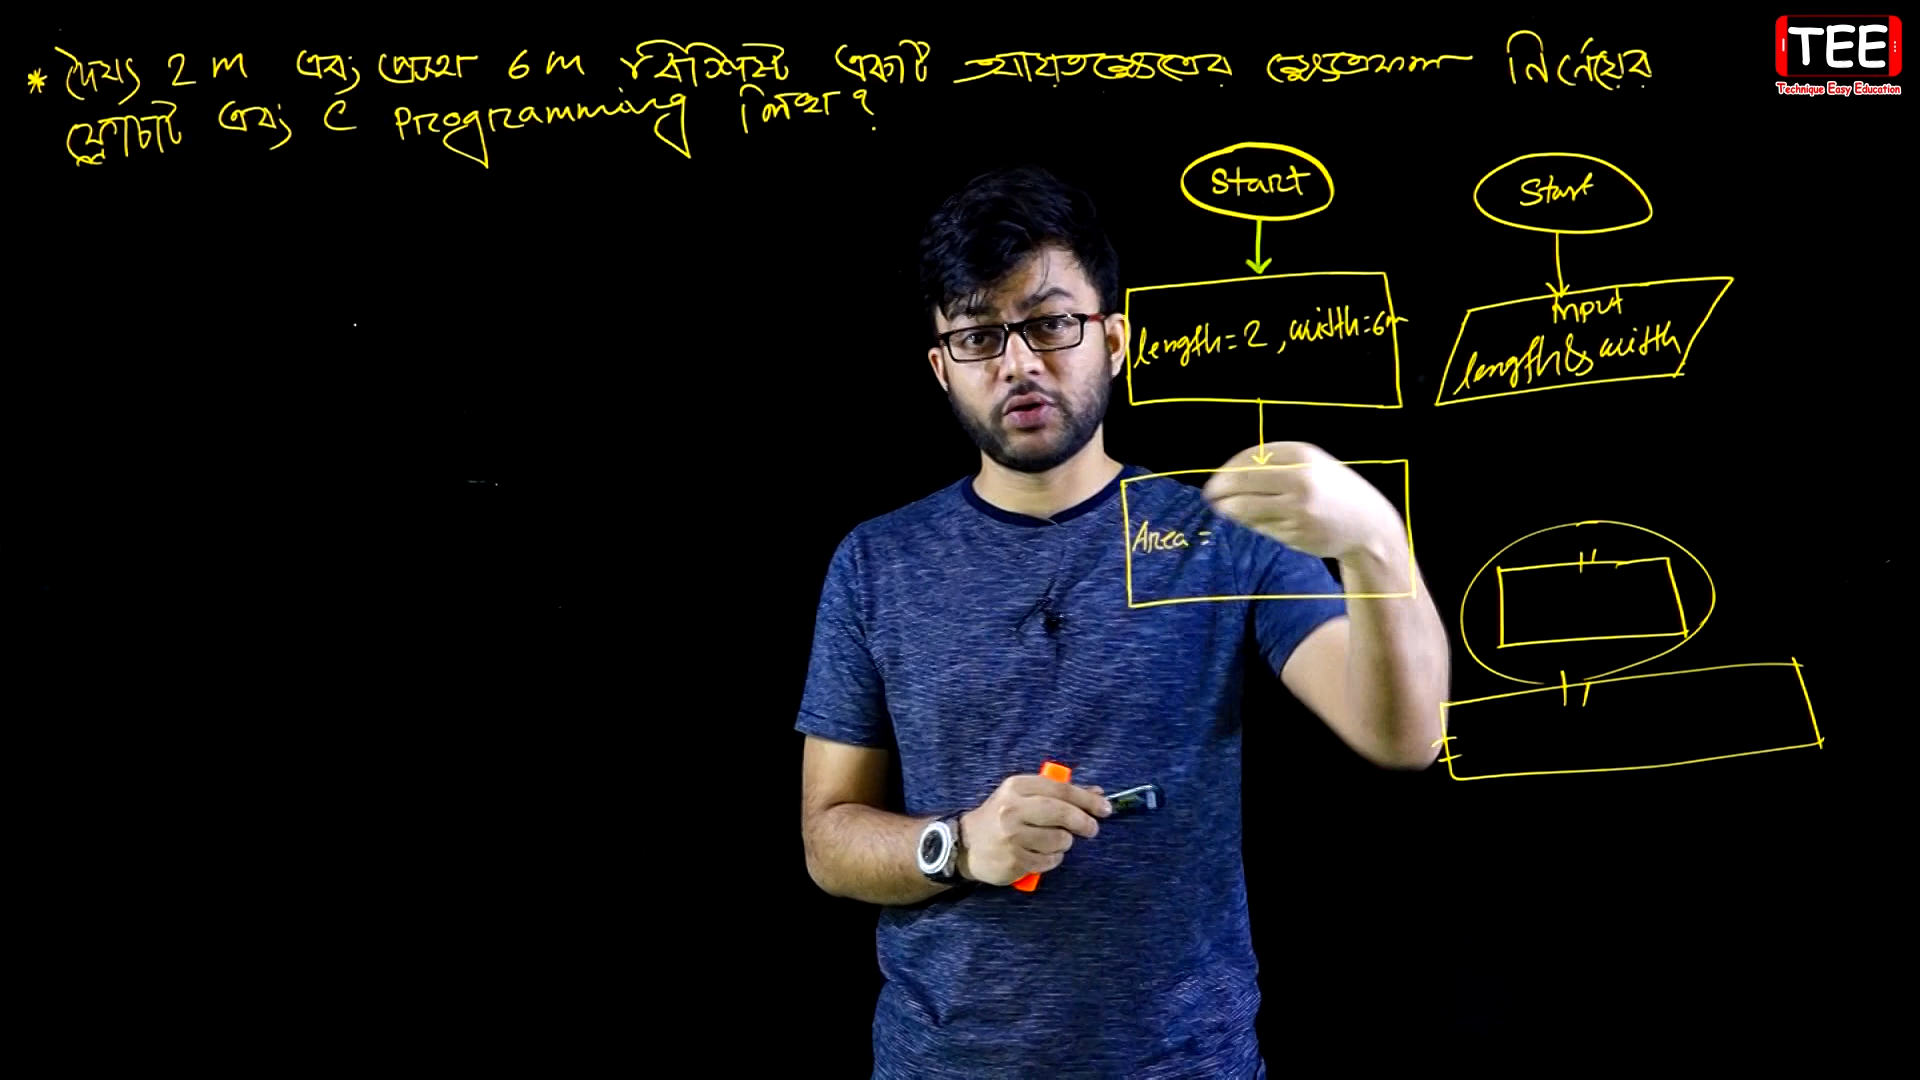 * দৈর্ঘ্য 2 m এবং প্রস্থ 6 m বিশিষ্ট একটি আয়তক্ষেত্রের ক্ষেত্রফল নির্ণয়ের
ফ্লোচার্ট এবং C Programming লিখ?
TEE
Technique Easy Education
Start
Start
length = 2, width = 6m
Input
length & width
Area =